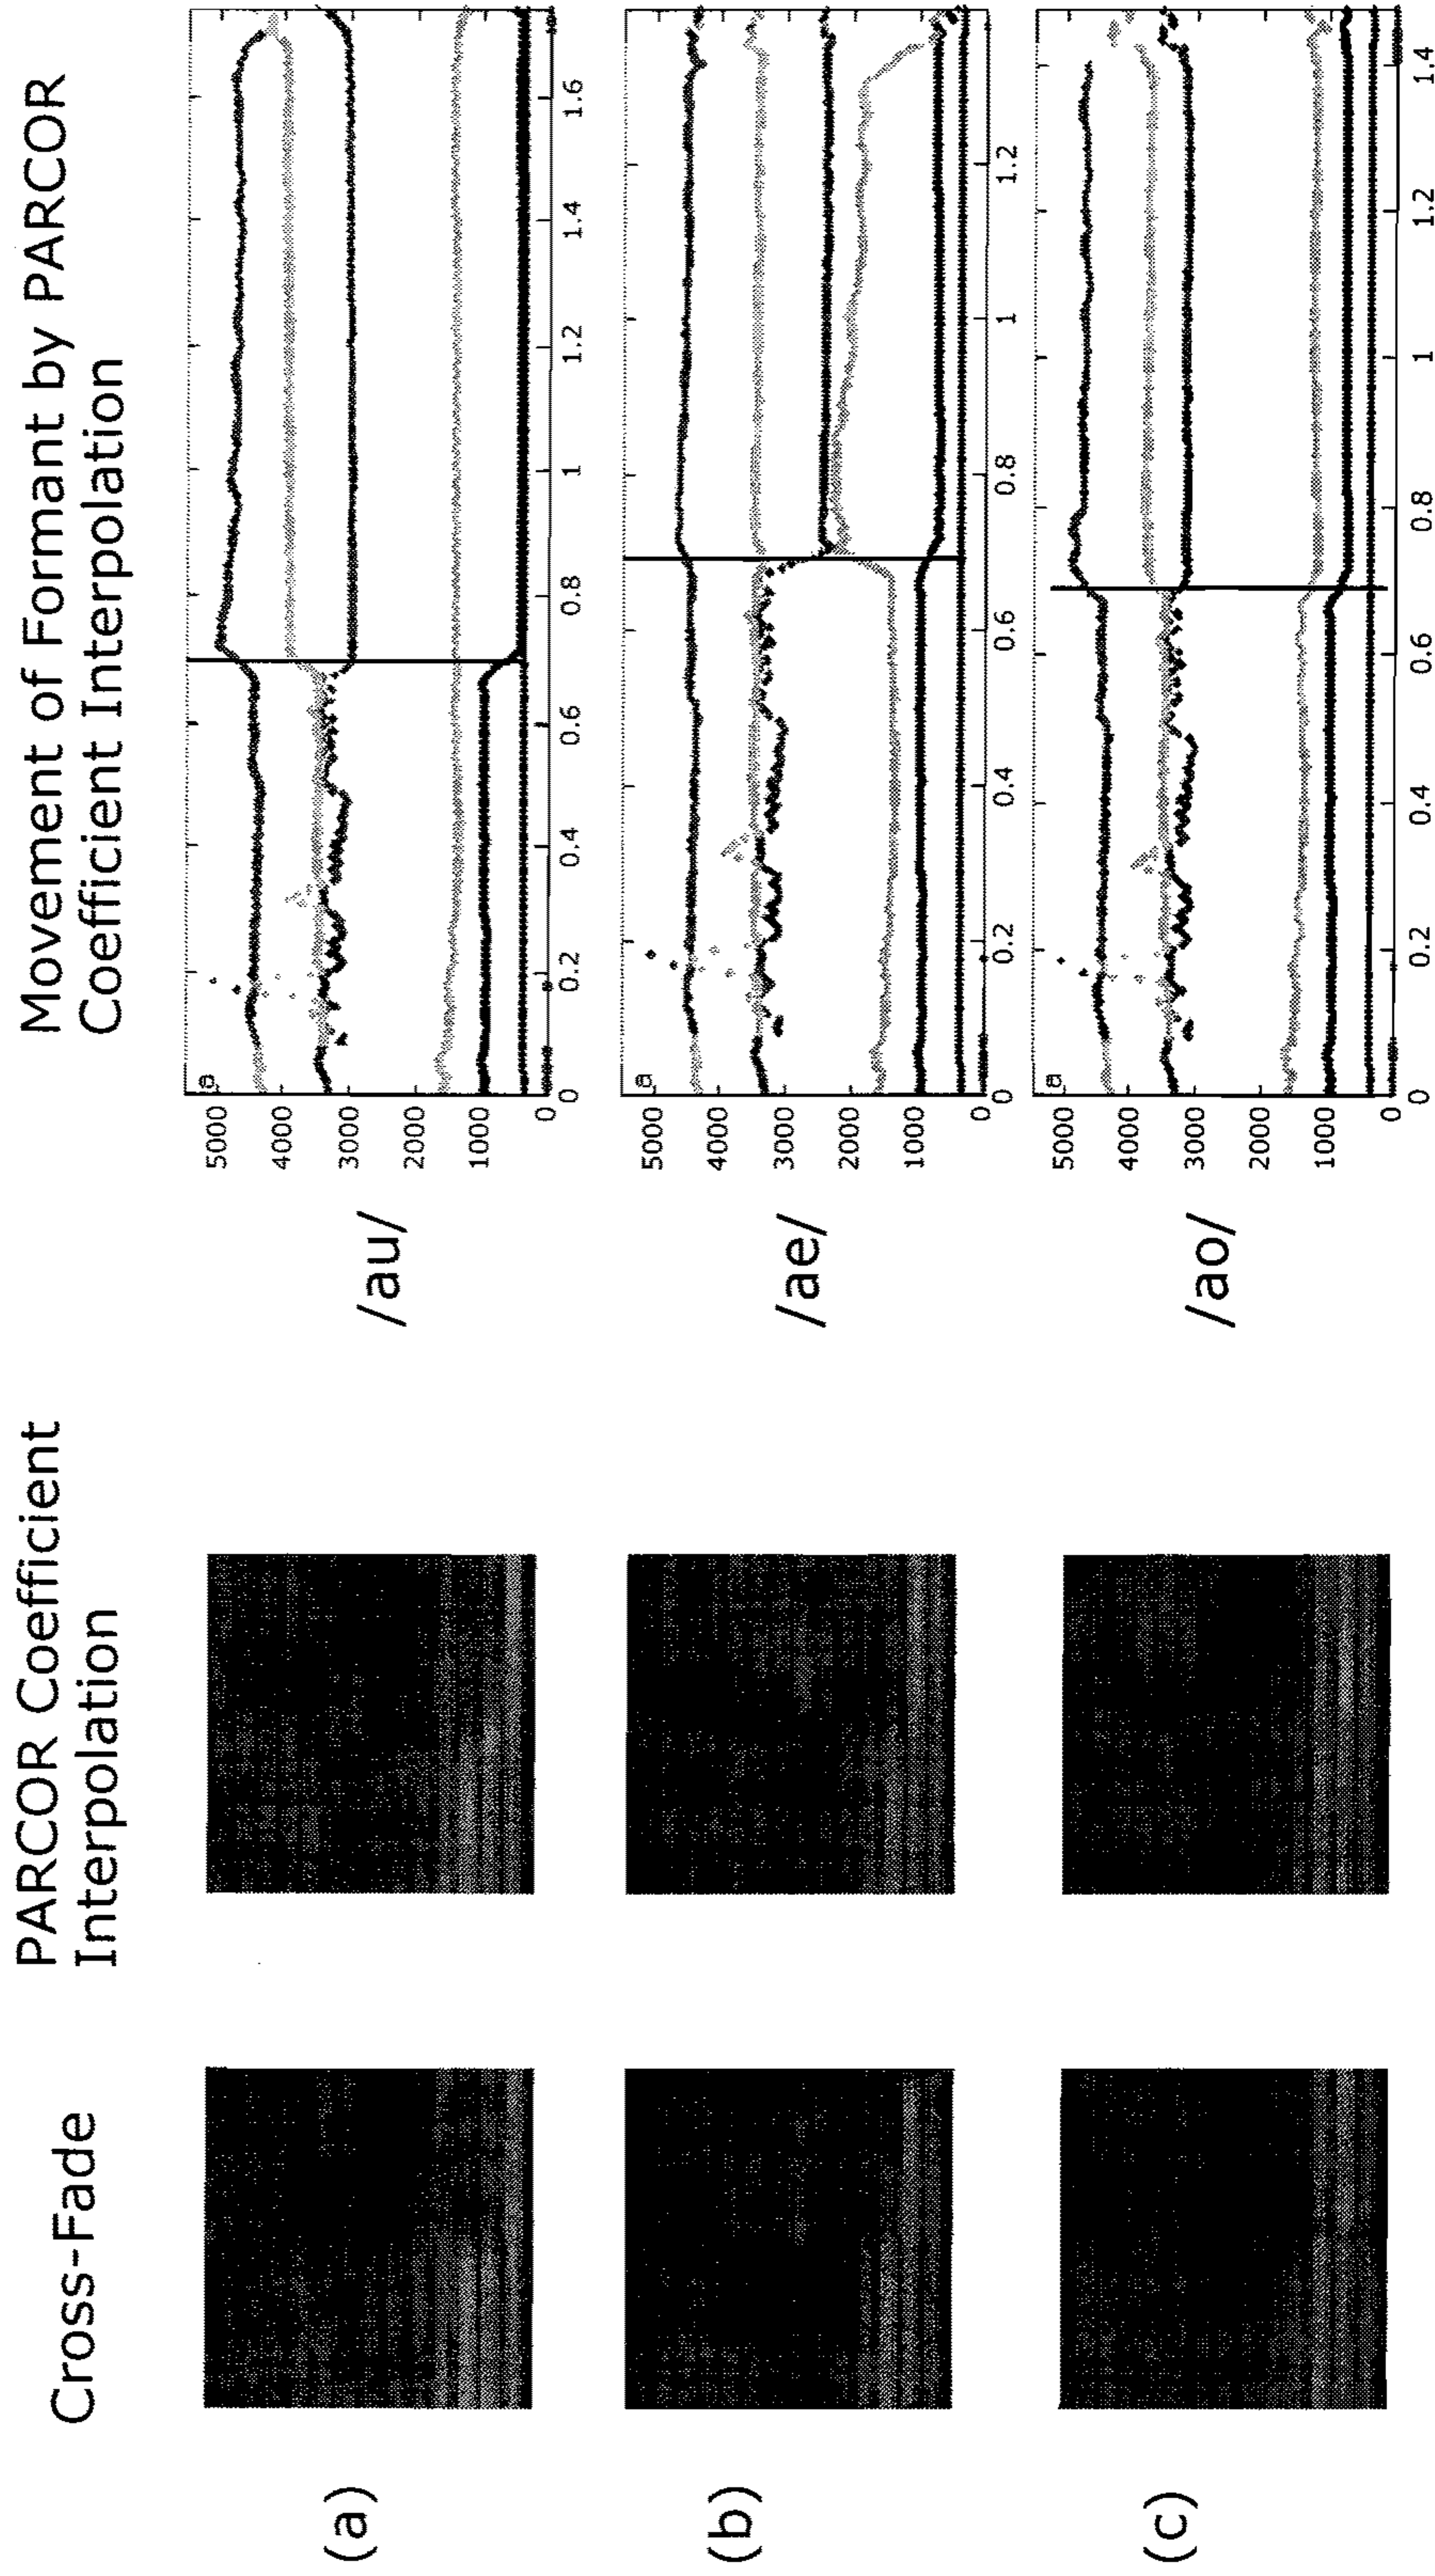 Cross-Fade
PARCOR Coefficient
Interpolation
Movement of Formant by PARCOR
Coefficient Interpolation
(a)
/au/
a
5000
4000
3000
2000
1000
0
0 0.2 0.4 0.6 0.8 1 1.2 1.4 1.6
(b)
/ae/
a
5000
4000
3000
2000
1000
0
0 0.2 0.4 0.6 0.8 1 1.2
(c)
/ao/
a
5000
4000
3000
2000
1000
0
0 0.2 0.4 0.6 0.8 1 1.2 1.4